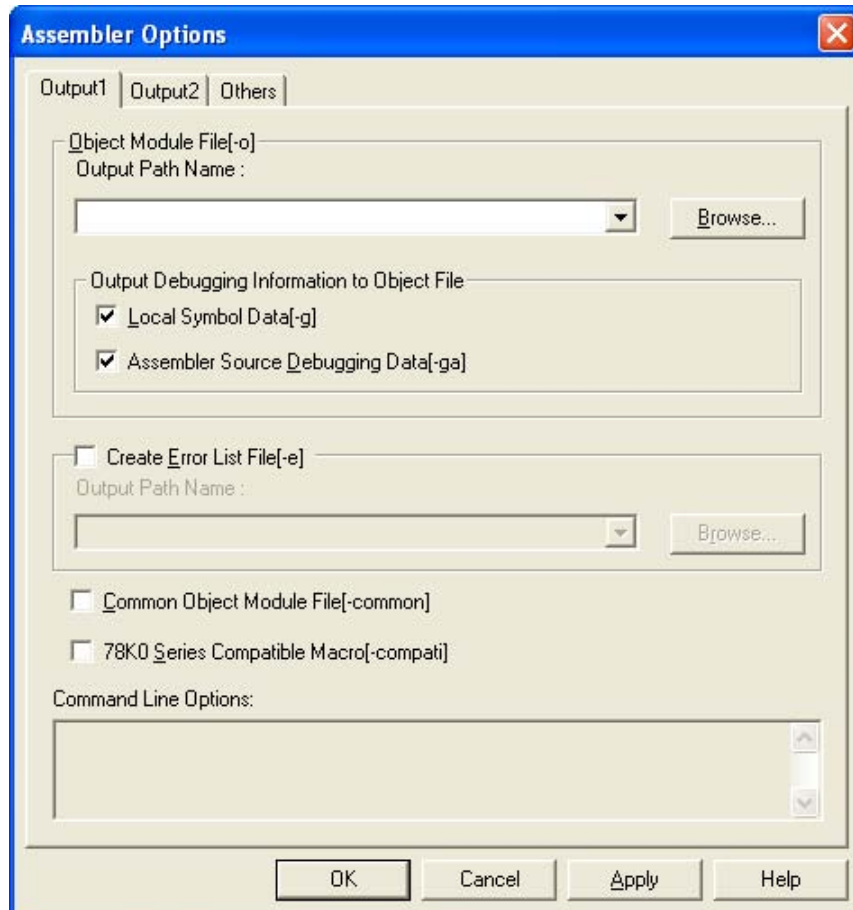 Assembler Options
Output1 Output2 Others
Object Module File[-o]
Output Path Name :
Browse...
Output Debugging Information to Object File
Local Symbol Data[-g]
Assembler Source Debugging Data[-ga]
Create Error List File[-e]
Output Path Name :
Browse...
Common Object Module File[-common]
78K0 Series Compatible Macro[-compati]
Command Line Options:
OK Cancel Apply Help